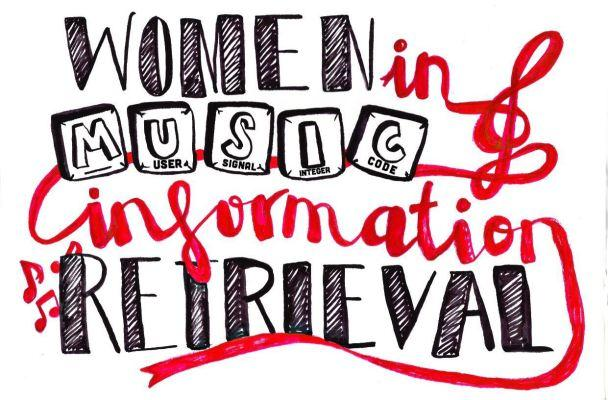 WOMEN in
MUSIC
USER SIGNAL INTEGER CODE
information
RETRIEVAL